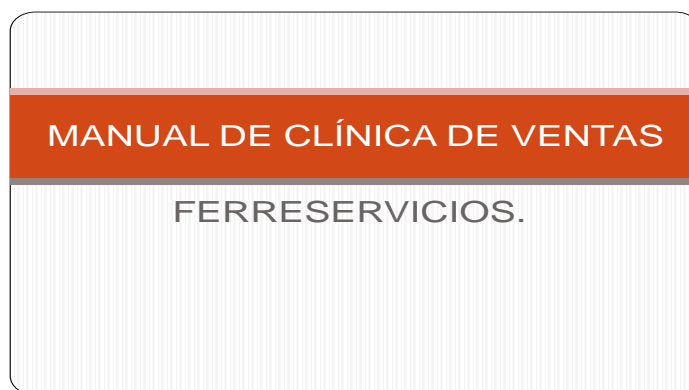 MANUAL DE CLÍNICA DE VENTAS
FERRESERVICIOS.